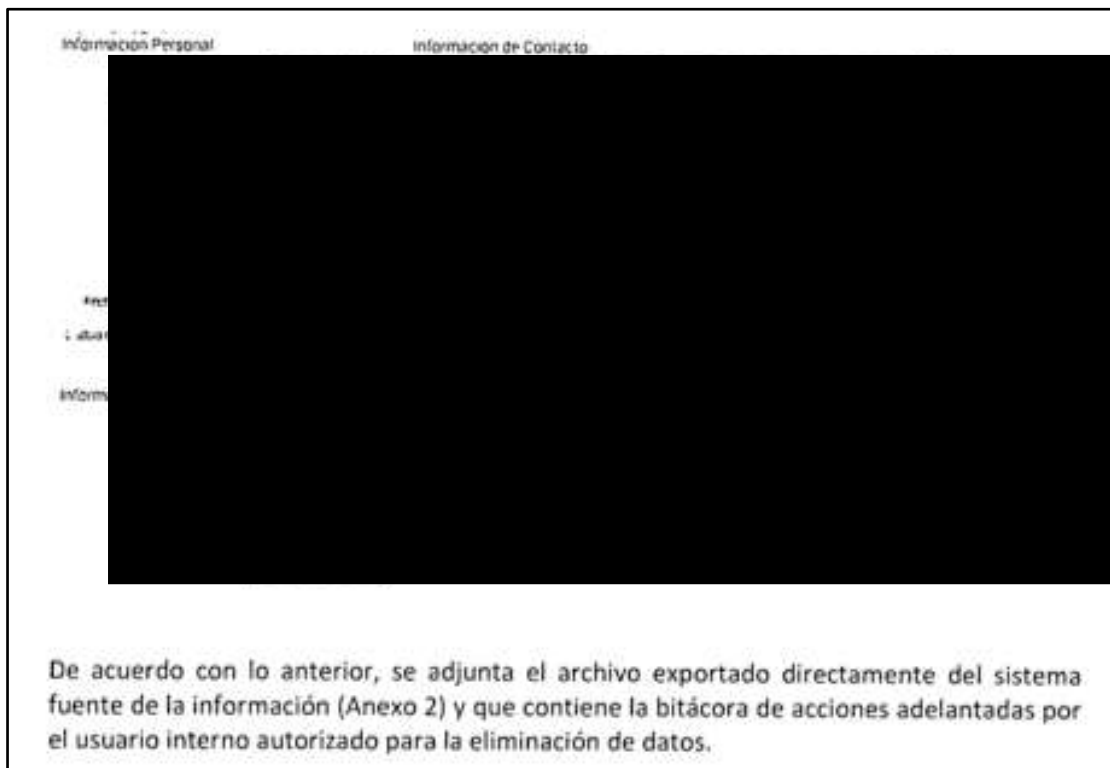 Información Personal
Información de Contacto
Inform
De acuerdo con lo anterior, se adjunta el archivo exportado directamente del sistema
fuente de la información (Anexo 2) y que contiene la bitácora de acciones adelantadas por
el usuario interno autorizado para la eliminación de datos.